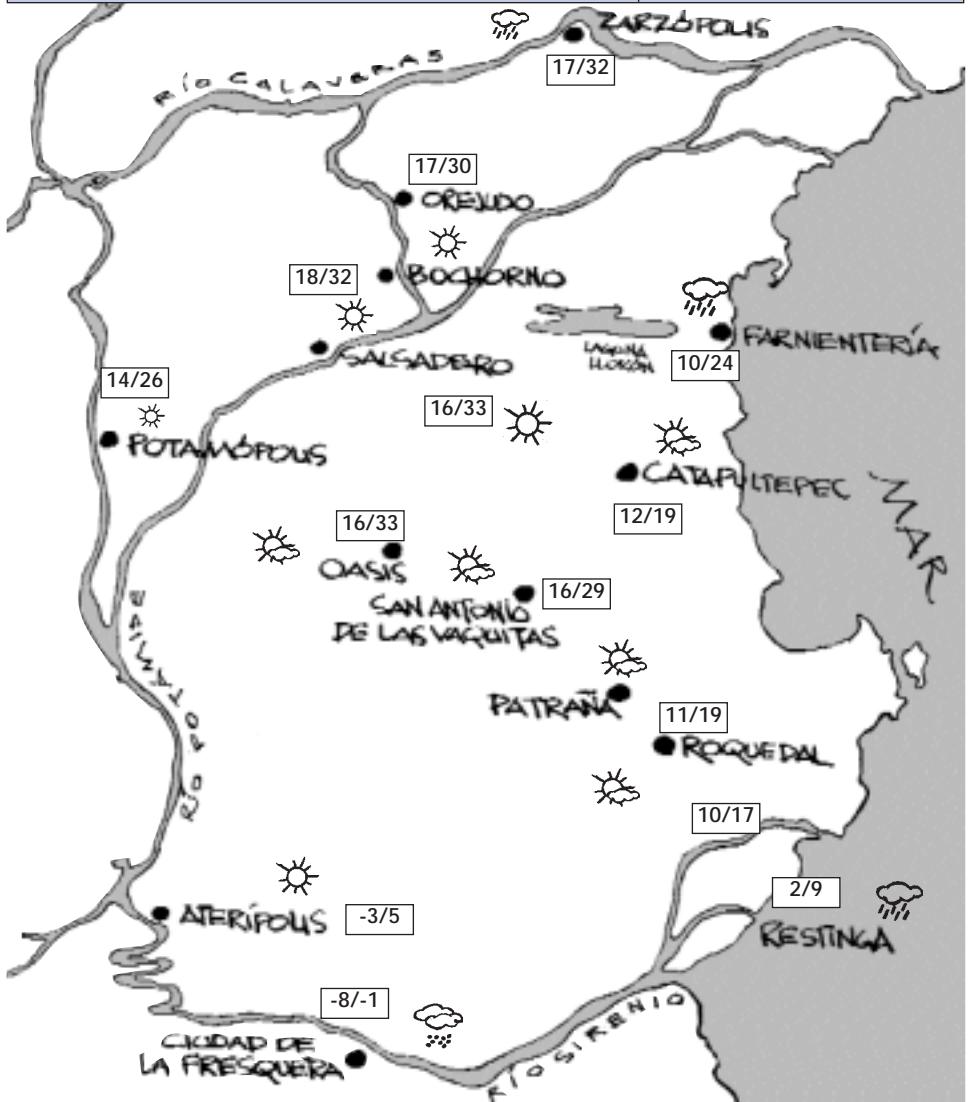 ZARZÓPOLIS
17/32
RÍO CALAVERAS
17/30
OREJUDO
18/32
BOCHORNO
FARNIENTERÍA
SALSADERO
LAGUNA
LLORÓN
10/24
14/26
16/33
POTAMÓPOLIS
CATAPULTEPEC
MAR
12/19
16/33
OASIS
16/29
SAN ANTONIO
DE LAS VAQUITAS
RÍO POTÁMIDE
PATRAÑA
11/19
ROQUEDAL
10/17
2/9
ATERÍPOLIS
-3/5
RESTINGA
-8/-1
CIUDAD DE
LA FRESQUERA
RÍO SIRENIO